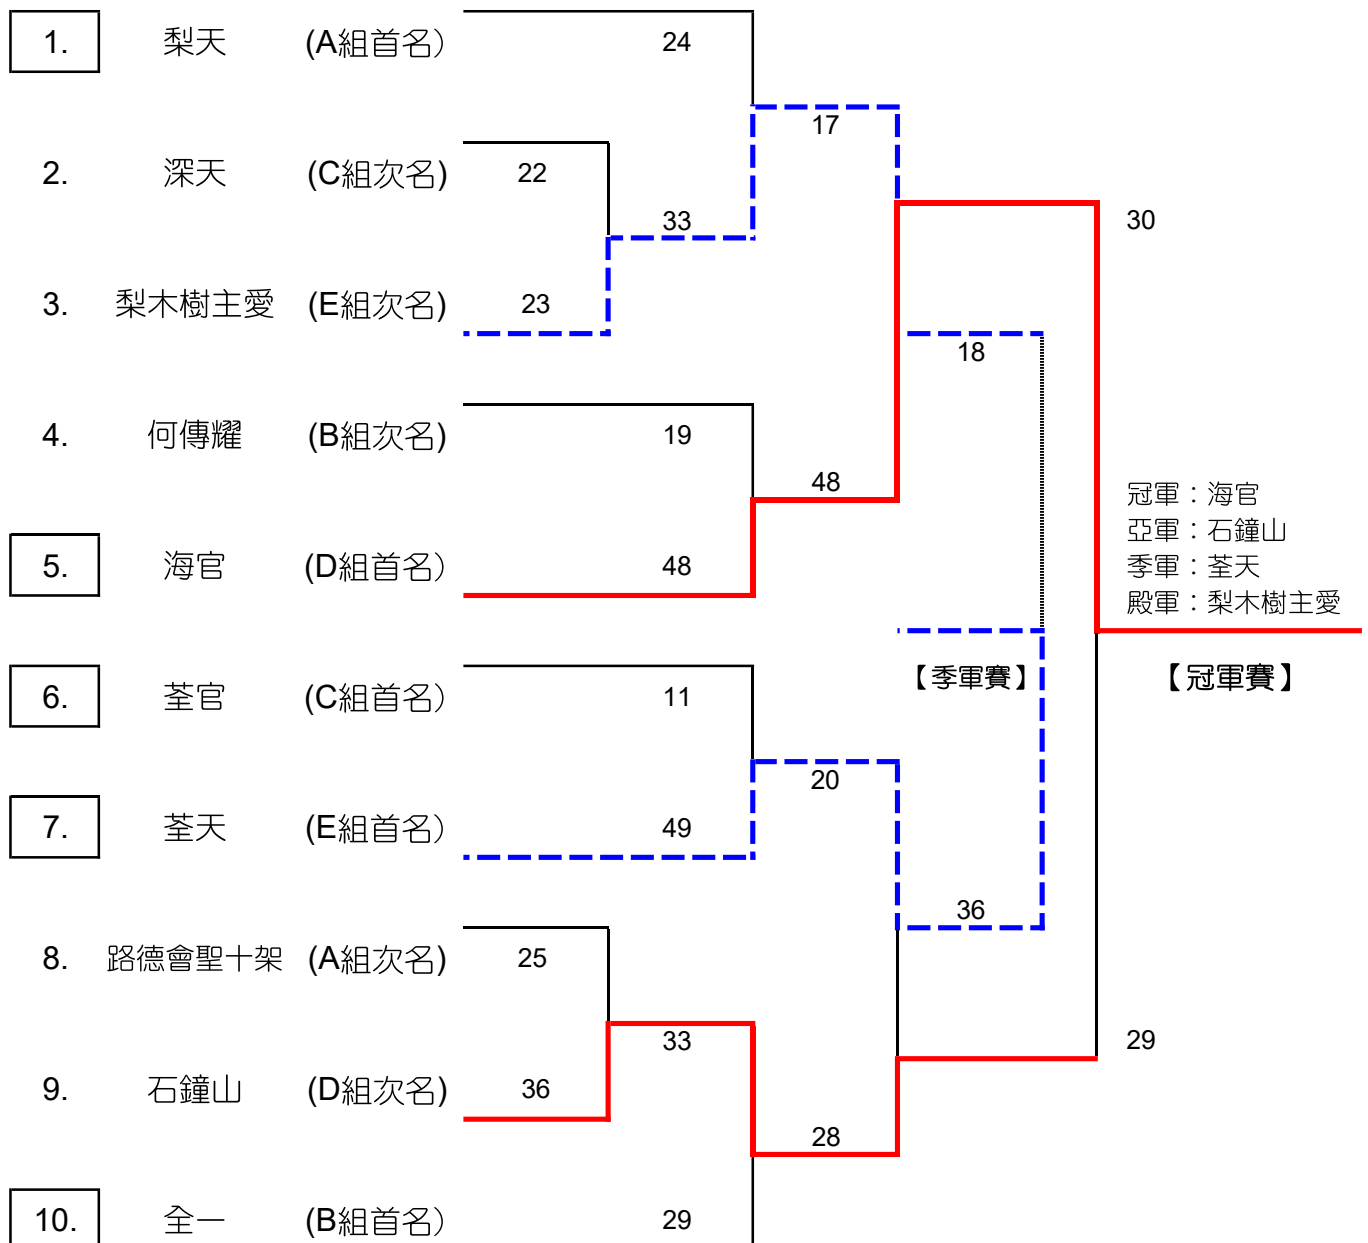 1. 梨天 (A組首名) 24
17
2. 深天 (C組次名) 22
33
30
3. 梨木樹主愛 (E組次名) 23
18
4. 何傳耀 (B組次名) 19
48
冠軍：海官
亞軍：石鐘山
季軍：荃天
殿軍：梨木樹主愛
5. 海官 (D組首名) 48
【季軍賽】 【冠軍賽】
6. 荃官 (C組首名) 11
20
7. 荃天 (E組首名) 49
36
8. 路德會聖十架 (A組次名) 25
33
29
9. 石鐘山 (D組次名) 36
28
10. 全一 (B組首名) 29